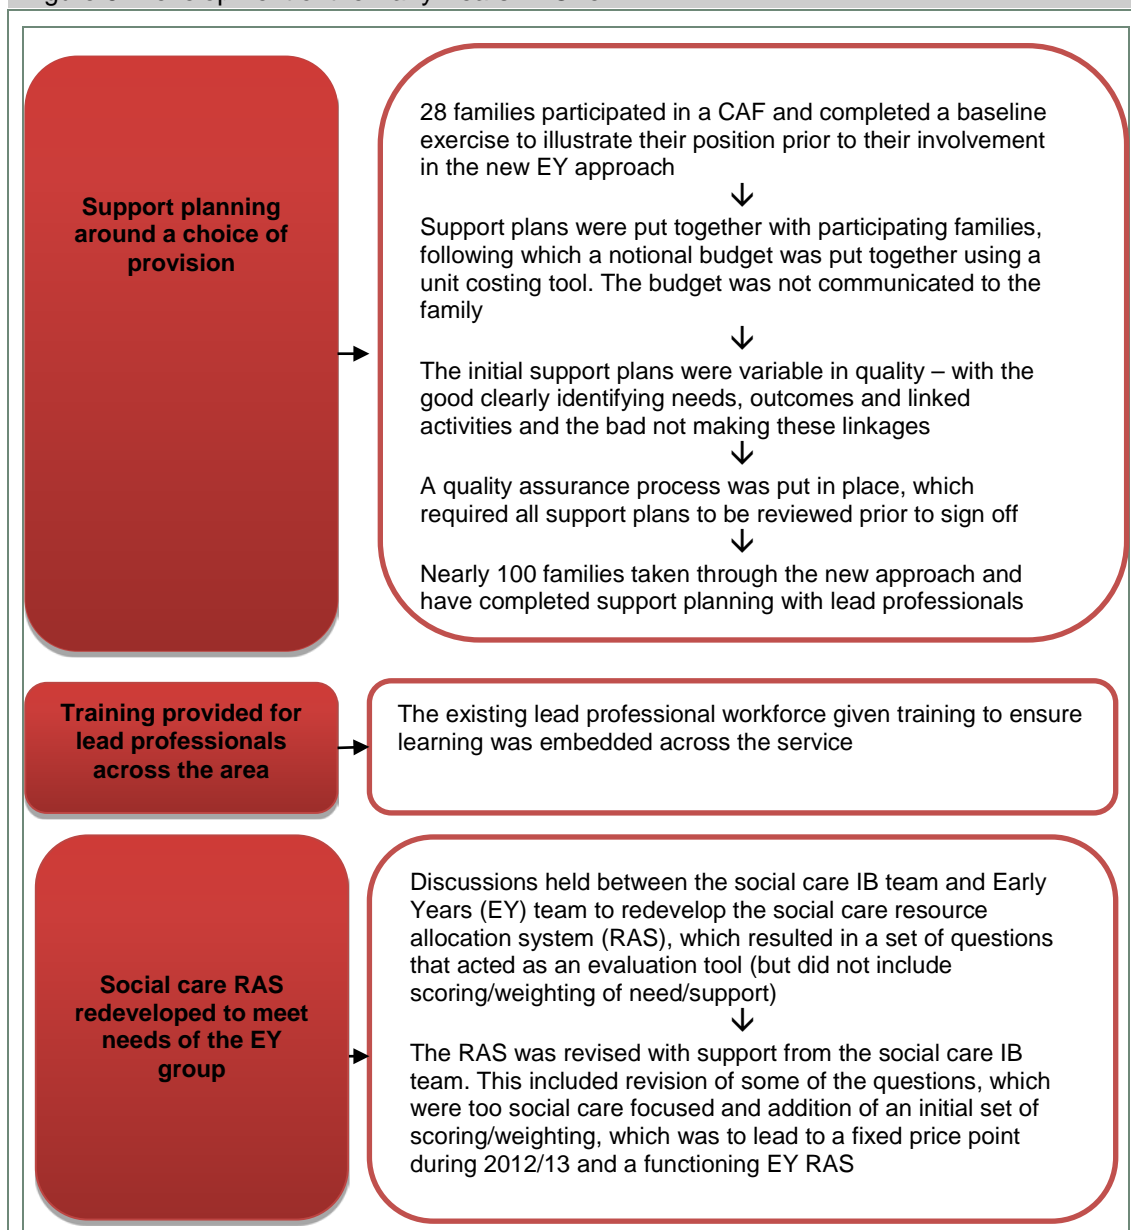 Support planning
around a choice of
provision
28 families participated in a CAF and completed a baseline
exercise to illustrate their position prior to their involvement
in the new EY approach
↓
Support plans were put together with participating families,
following which a notional budget was put together using a
unit costing tool. The budget was not communicated to the
family
↓
The initial support plans were variable in quality – with the
good clearly identifying needs, outcomes and linked
activities and the bad not making these linkages
↓
A quality assurance process was put in place, which
required all support plans to be reviewed prior to sign off
↓
Nearly 100 families taken through the new approach and
have completed support planning with lead professionals
Training provided for
lead professionals
across the area
The existing lead professional workforce given training to ensure
learning was embedded across the service
Social care RAS
redeveloped to meet
needs of the EY
group
Discussions held between the social care IB team and Early
Years (EY) team to redevelop the social care resource
allocation system (RAS), which resulted in a set of questions
that acted as an evaluation tool (but did not include
scoring/weighting of need/support)
↓
The RAS was revised with support from the social care IB
team. This included revision of some of the questions, which
were too social care focused and addition of an initial set of
scoring/weighting, which was to lead to a fixed price point
during 2012/13 and a functioning EY RAS